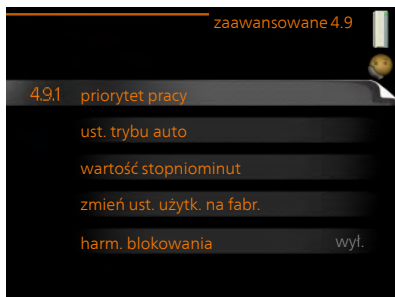 zaawansowane 4.9
4.9.1 priorytet pracy
ust. trybu auto
wartość stopniominut
zmień ust. użytk. na fabr.
harm. blokowania wył.